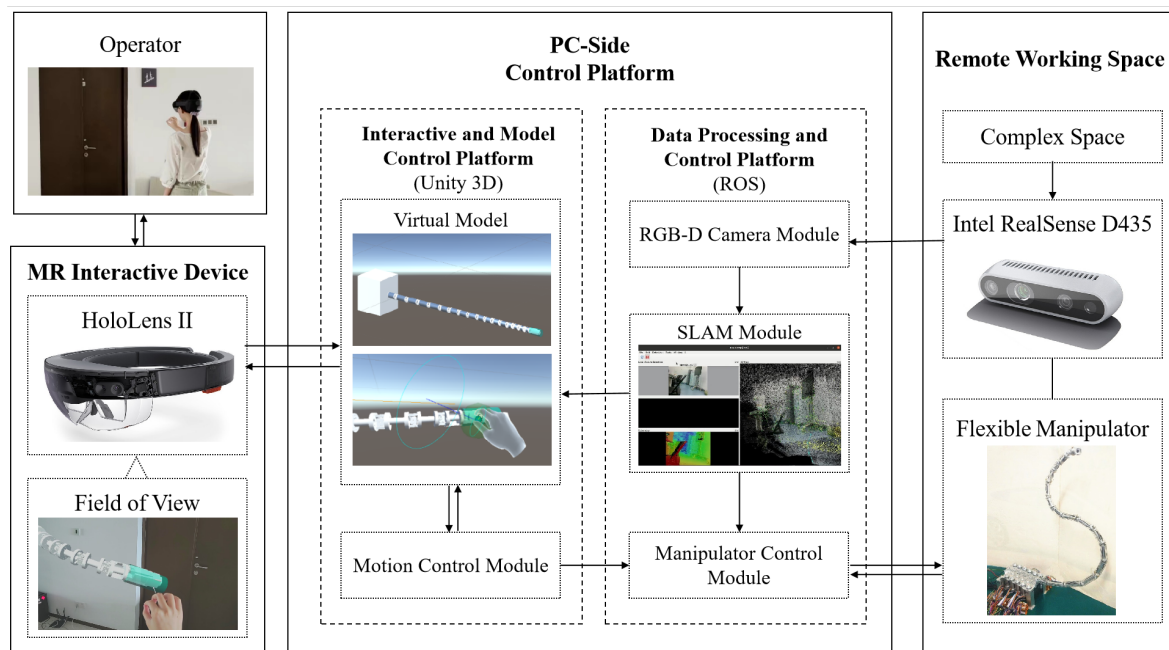 Operator
MR Interactive Device
HoloLens II
Field of View
PC-Side
Control Platform
Interactive and Model
Control Platform
(Unity 3D)
Virtual Model
Motion Control Module
Data Processing and
Control Platform
(ROS)
RGB-D Camera Module
SLAM Module
Manipulator Control
Module
Remote Working Space
Complex Space
Intel RealSense D435
Flexible Manipulator